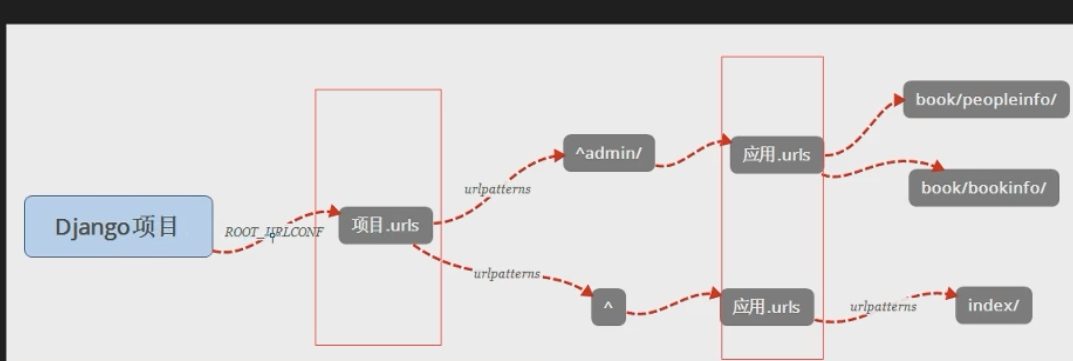 Django项目
ROOT_URLCONF
项目.urls
urlpatterns
^admin/
应用.urls
book/peopleinfo/
book/bookinfo/
urlpatterns
^
应用.urls
urlpatterns
index/